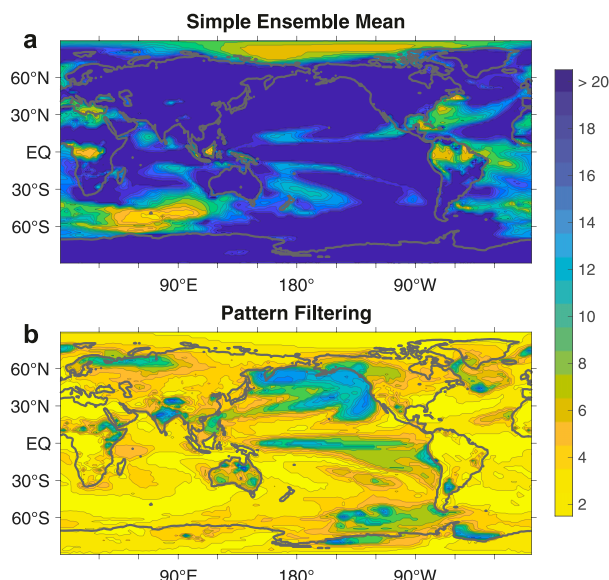 Simple Ensemble Mean
a
60°N
30°N
EQ
30°S
60°S
90°E
180°
90°W
> 20
18
16
14
12
10
8
6
4
2
Pattern Filtering
b
60°N
30°N
EQ
30°S
60°S
90°E
180°
90°W